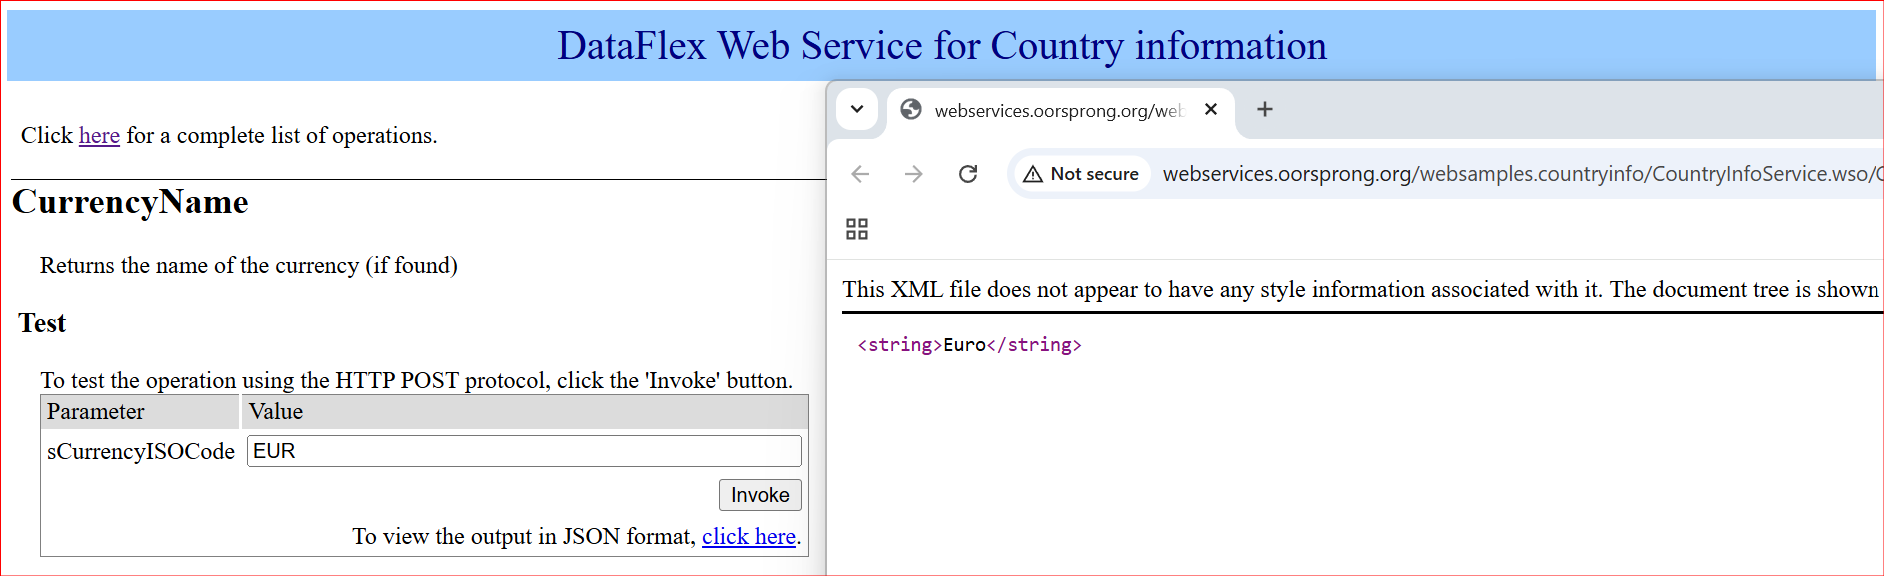 DataFlex Web Service for Country information
Click here for a complete list of operations.
CurrencyName
Returns the name of the currency (if found)
Test
To test the operation using the HTTP POST protocol, click the 'Invoke' button.
Parameter Value
sCurrencyISOCode EUR
Invoke
To view the output in JSON format, click here.
webservices.oorsprong.org/web
Not secure webservices.oorsprong.org/websamples.countryinfo/CountryInfoService.wso/C
This XML file does not appear to have any style information associated with it. The document tree is shown
<string>Euro</string>